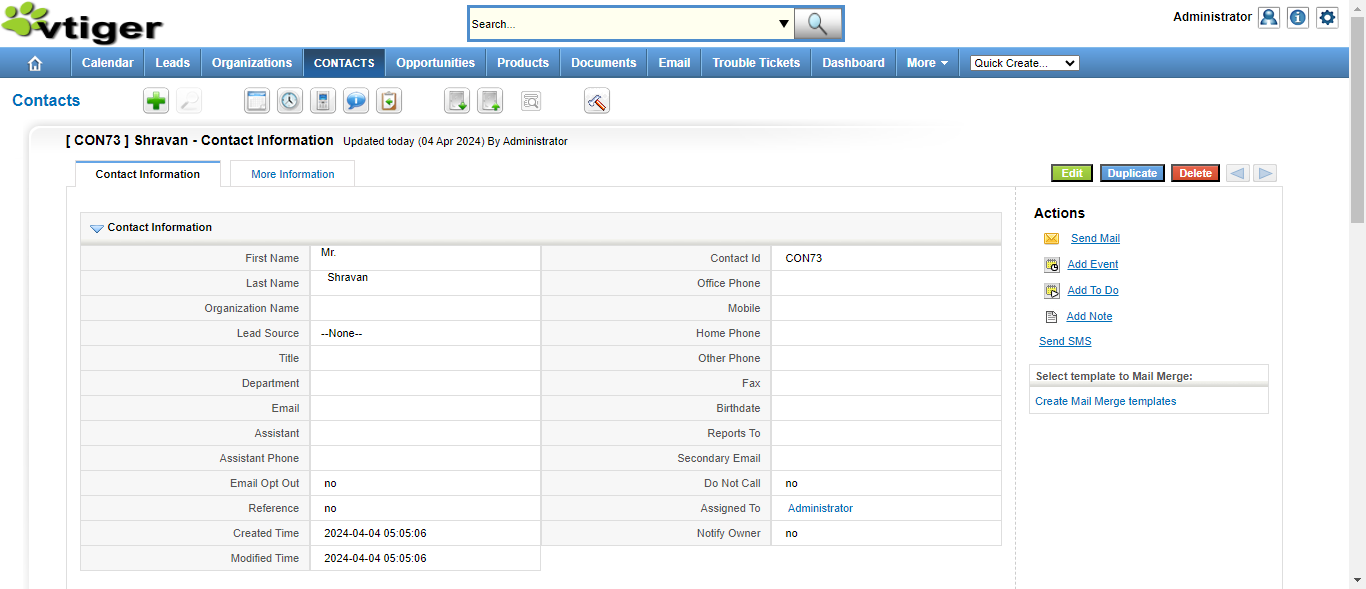 vtiger
Search...
Administrator
Calendar Leads Organizations CONTACTS Opportunities Products Documents Email Trouble Tickets Dashboard More Quick Create...
Contacts
[ CON73 ] Shravan - Contact Information Updated today (04 Apr 2024) By Administrator
Contact Information More Information
Edit Duplicate Delete
Contact Information
First Name Mr. Contact Id CON73
Last Name Shravan Office Phone
Organization Name Mobile
Lead Source --None-- Home Phone
Title Other Phone
Department Fax
Email Birthdate
Assistant Reports To
Assistant Phone Secondary Email
Email Opt Out no Do Not Call no
Reference no Assigned To Administrator
Created Time 2024-04-04 05:05:06 Notify Owner no
Modified Time 2024-04-04 05:05:06
Actions
Send Mail
Add Event
Add To Do
Add Note
Send SMS
Select template to Mail Merge:
Create Mail Merge templates